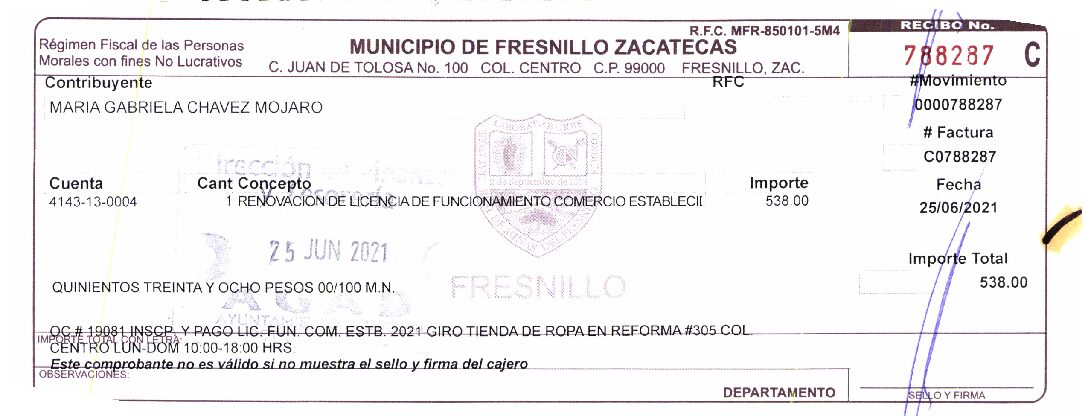 R.F.C. MFR-850101-5M4
RECIBO No.
Régimen Fiscal de las Personas
Morales con fines No Lucrativos
MUNICIPIO DE FRESNILLO ZACATECAS
C. JUAN DE TOLOSA No. 100 COL. CENTRO C.P. 99000 FRESNILLO, ZAC.
788287 C
Contribuyente
RFC
#Movimiento
MARIA GABRIELA CHAVEZ MOJARO
0000788287
# Factura
C0788287
Cuenta
Cant Concepto
Importe
Fecha
4143-13-0004
1 RENOVACION DE LICENCIA DE FUNCIONAMIENTO COMERCIO ESTABLECII
538.00
25/06/2021
25 JUN 2021
Importe Total
538.00
QUINIENTOS TREINTA Y OCHO PESOS 00/100 M.N.
FRESNILLO
OC # 19081 INSCP. Y PAGO LIC. FUN. COM. ESTB. 2021 GIRO TIENDA DE ROPA EN REFORMA #305 COL.
IMPORTE TOTAL CON LETRA:
CENTRO LUN-DOM 10:00-18:00 HRS.
Este comprobante no es válido si no muestra el sello y firma del cajero
OBSERVACIONES:
DEPARTAMENTO
SELLO Y FIRMA